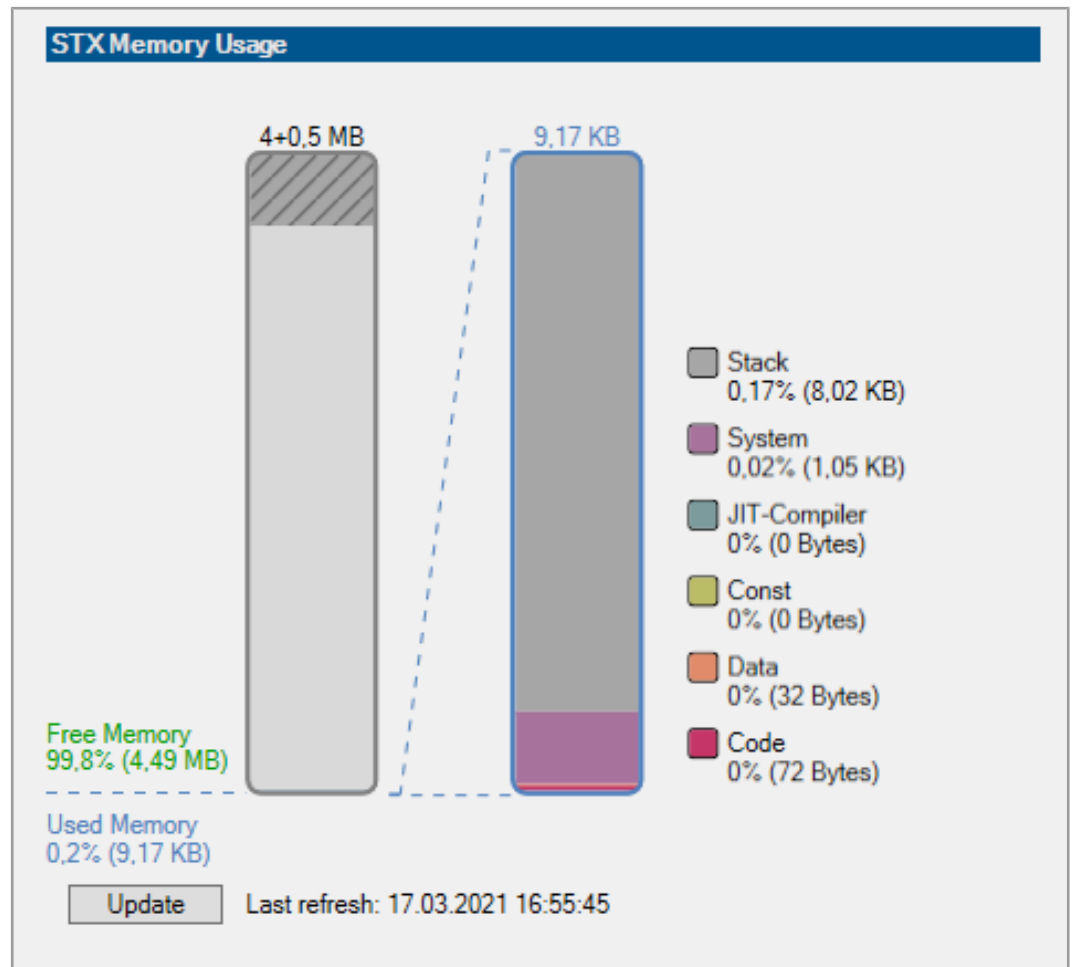 STX Memory Usage
4+0,5 MB
9,17 KB
Stack
0,17% (8,02 KB)
System
0,02% (1,05 KB)
JIT-Compiler
0% (0 Bytes)
Const
0% (0 Bytes)
Data
0% (32 Bytes)
Code
0% (72 Bytes)
Free Memory
99,8% (4,49 MB)
Used Memory
0,2% (9,17 KB)
Update
Last refresh: 17.03.2021 16:55:45